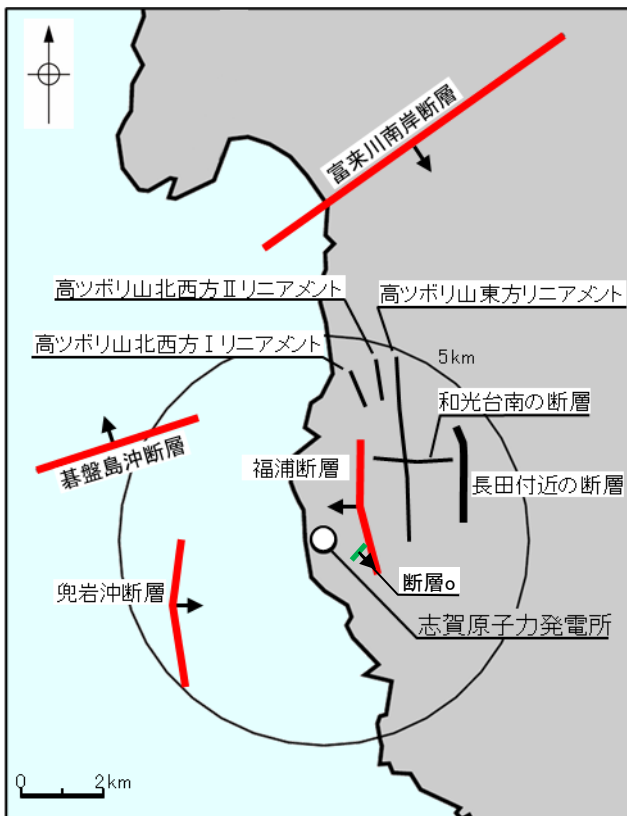 富来川南岸断層
高ツボリ山北西方Ⅱリニアメント
高ツボリ山東方リニアメント
高ツボリ山北西方Ⅰリニアメント
5km
和光台南の断層
碁盤島沖断層
福浦断層
長田付近の断層
兜岩沖断層
断層o
志賀原子力発電所
0 2km